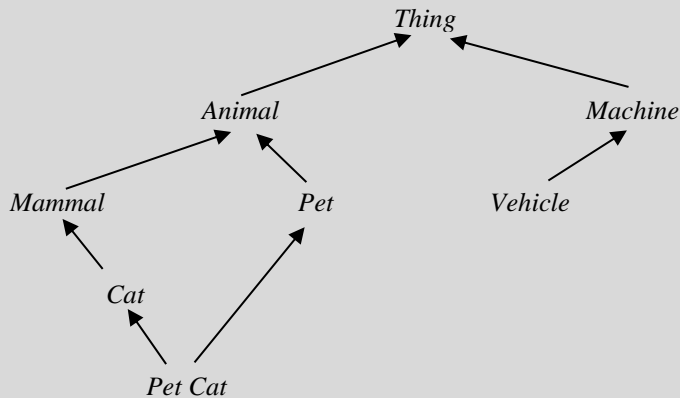 Thing
Animal
Machine
Mammal
Pet
Vehicle
Cat
Pet Cat